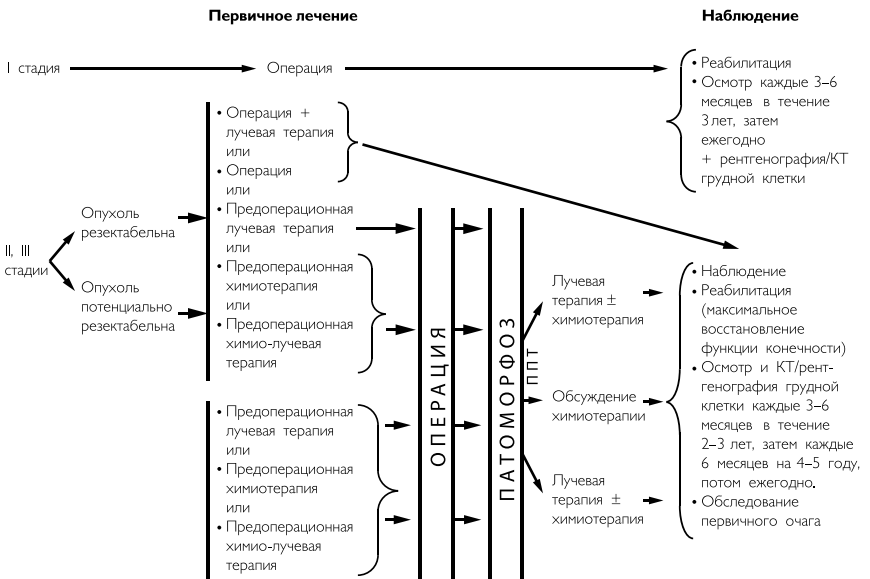 Первичное лечение
Наблюдение
I стадия
Операция
• Реабилитация
• Осмотр каждые 3–6
месяцев в течение
3 лет, затем
ежегодно
+ рентгенография/КТ
грудной клетки
II, III
стадии
Опухоль
резектабельна
Опухоль
потенциально
резектабельна
• Операция +
лучевая терапия
или
• Операция
или
• Предоперационная
лучевая терапия
или
• Предоперационная
химиотерапия
или
• Предоперационная
химио-лучевая
терапия
• Предоперационная
лучевая терапия
или
• Предоперационная
химиотерапия
или
• Предоперационная
химио-лучевая
терапия
ОПЕРАЦИЯ
ПАТОМОРФОЗ
ППТ
Лучевая
терапия ±
химиотерапия
Обсуждение
химиотерапии
Лучевая
терапия ±
химиотерапия
• Наблюдение
• Реабилитация
(максимальное
восстановление
функции конечности)
• Осмотр и КТ/рент-
генография грудной
клетки каждые 3–6
месяцев в течение
2–3 лет, затем каждые
6 месяцев на 4–5 году,
потом ежегодно.
• Обследование
первичного очага